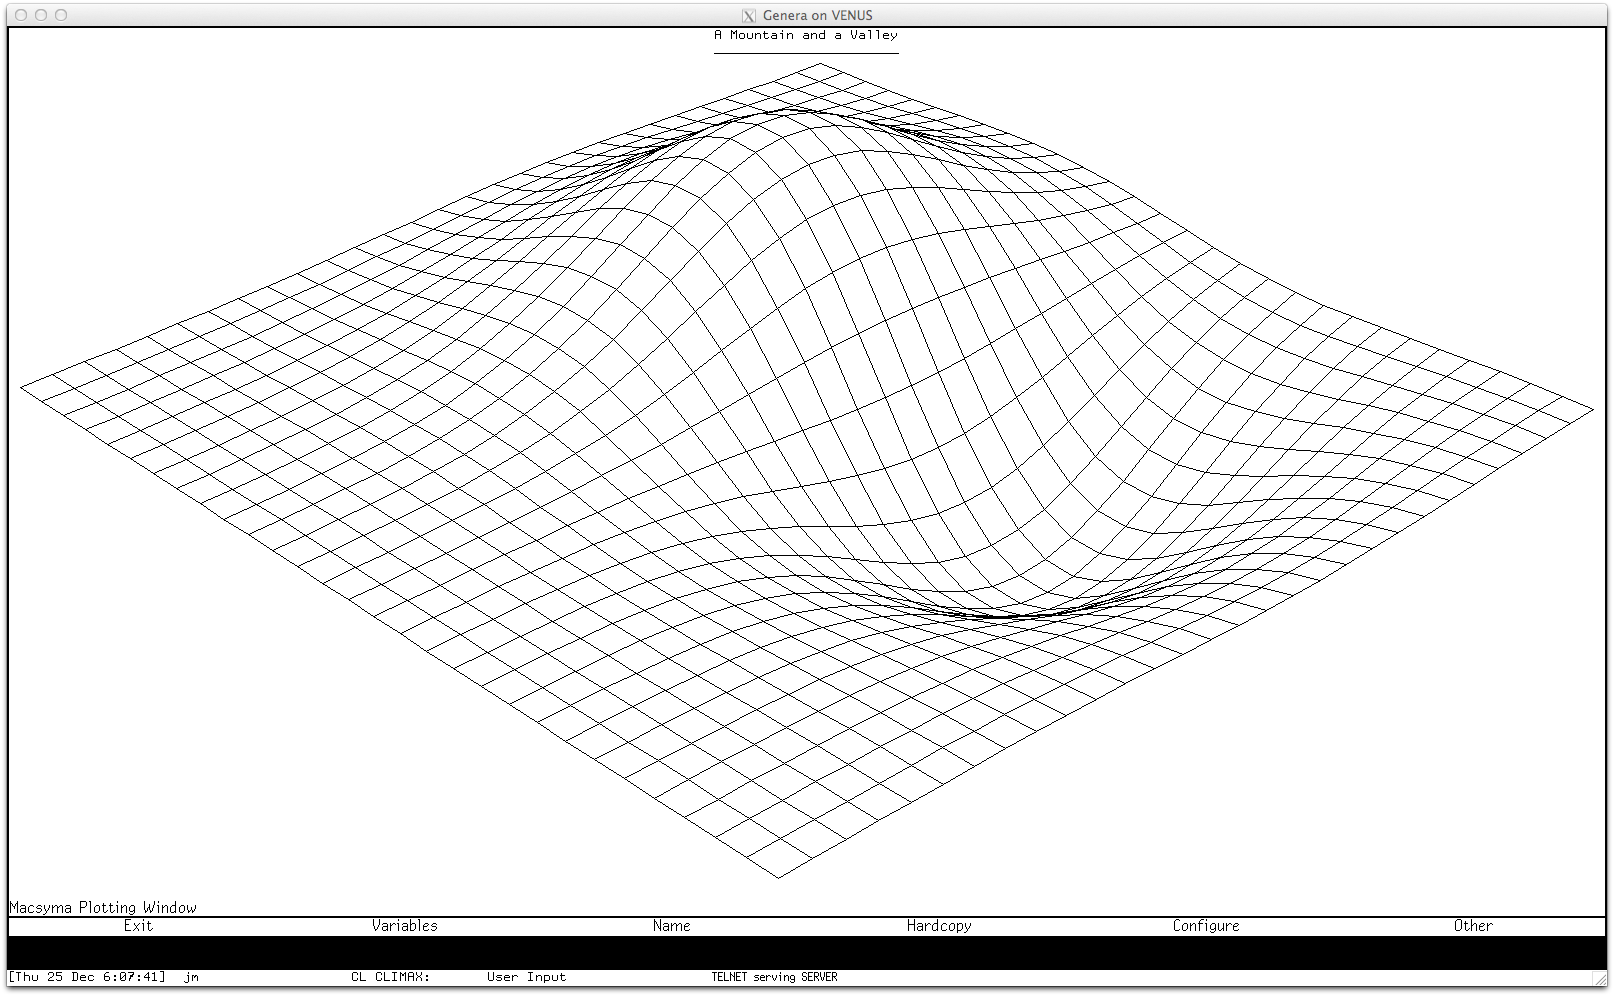 Genera on VENUS
A Mountain and a Valley
Macsyma Plotting Window
Exit Variables Name Hardcopy Configure Other
[Thu 25 Dec 6:07:41] jm CL CLIMAX: User Input TELNET serving SERVER